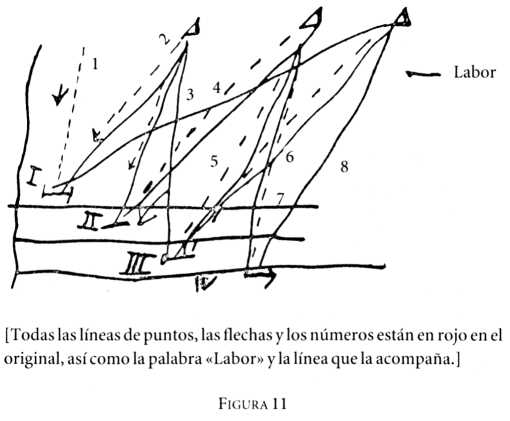 2
1
3
4
Labor
I
5
6
8
II
7
III
IV
[Todas las líneas de puntos, las flechas y los números están en rojo en el
original, así como la palabra «Labor» y la línea que la acompaña.]
FIGURA 11